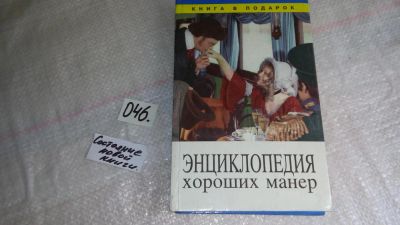 КНИГА В ПОДАРОК
046.
Состояние
новой
книги.
ЭНЦИКЛОПЕДИЯ
хороших манер